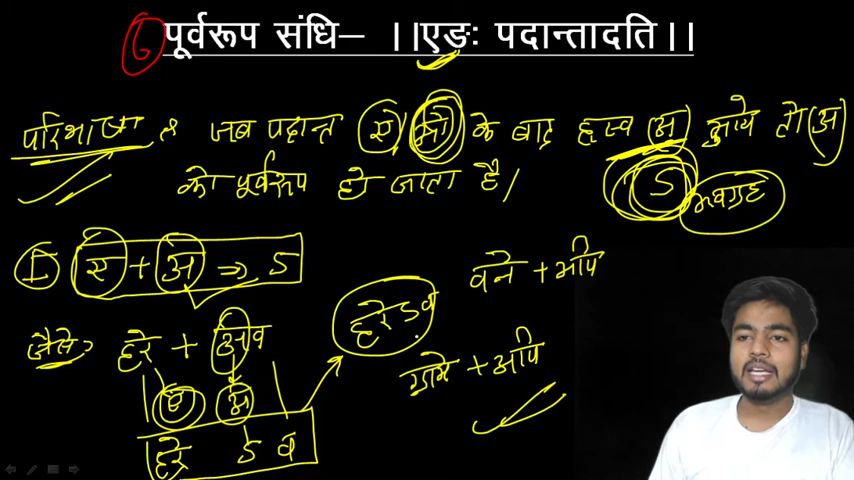 6 पूर्वरूप संधि– ।।एङः पदान्तादति।।
परिभाषा :- जब पदान्त ए, ओ के बाद ह्रस्व (अ) आये तो (अ)
को पूर्वरूप हो जाता है। ऽ अवग्रह
① ए + अ => ऽ
जैसे:- हरे + अव
ए अ
हरे ऽ व
हरेऽव
वने + अपि
ग्रामे + अपि